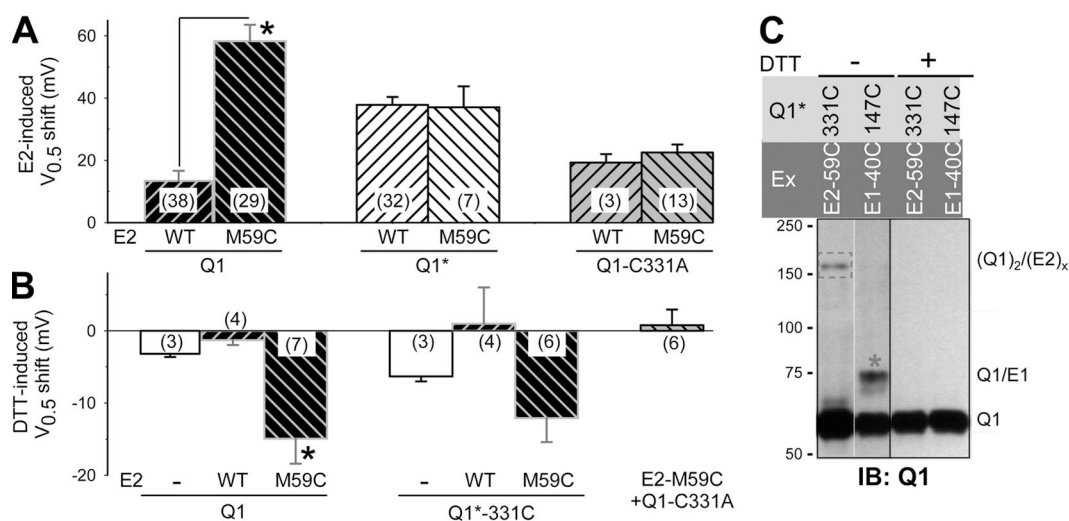 A
E2-induced
V0.5 shift (mV)
60
40
20
0
*
(38)
(29)
(32)
(7)
(3)
(13)
E2 WT M59C WT M59C WT M59C
Q1 Q1* Q1-C331A
B
DTT-induced
V0.5 shift (mV)
0
-10
-20
(3)
(4)
(7)
(3)
(4)
(6)
(6)
*
E2 - WT M59C - WT M59C E2-M59C
+Q1-C331A
Q1 Q1*-331C
C
DTT - +
Q1* 331C 147C 331C 147C
Ex E2-59C E1-40C E2-59C E1-40C
250
150
100
75
50
(Q1)2/(E2)x
*
Q1/E1
Q1
IB: Q1